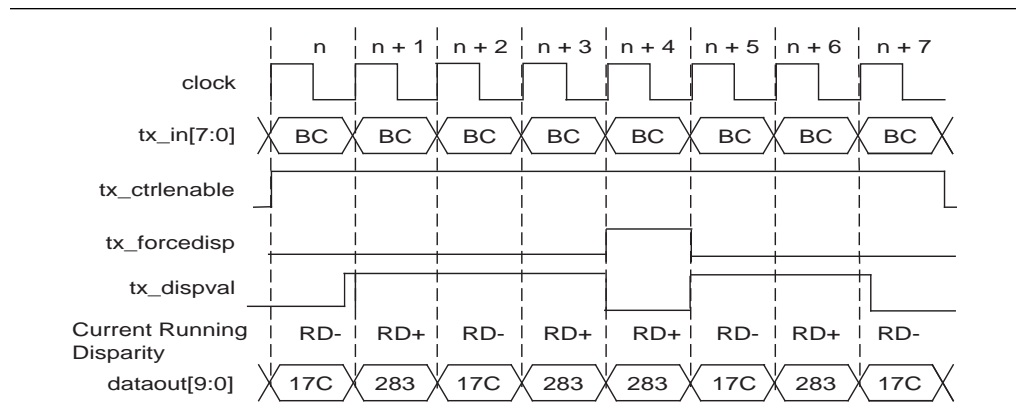 n n + 1 n + 2 n + 3 n + 4 n + 5 n + 6 n + 7
clock
tx_in[7:0] BC BC BC BC BC BC BC BC
tx_ctrlenable
tx_forcedisp
tx_dispval
Current Running
Disparity RD- RD+ RD- RD+ RD+ RD- RD+ RD-
dataout[9:0] 17C 283 17C 283 283 17C 283 17C